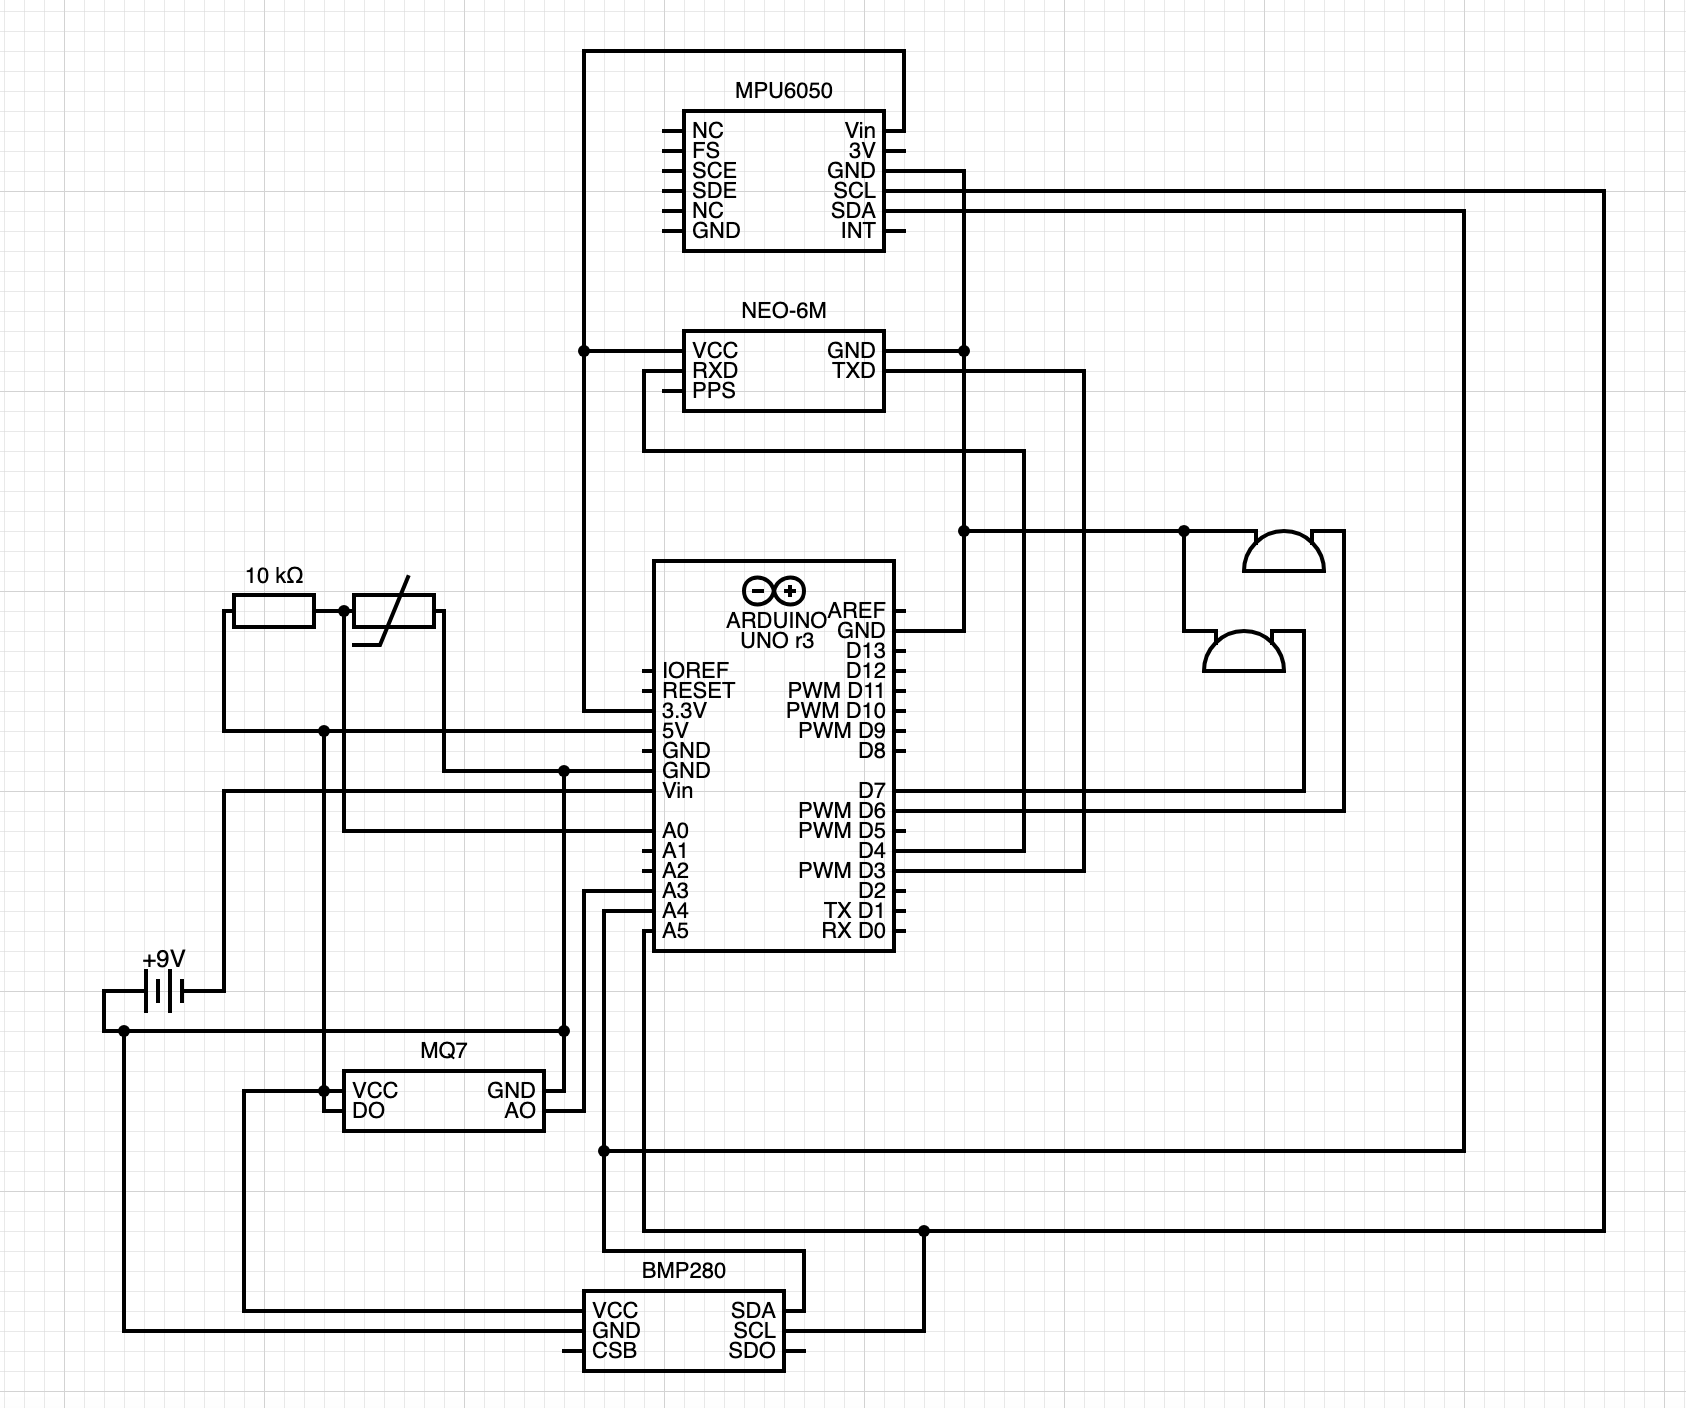 MPU6050
NC
FS
SCE
SDE
NC
GND
Vin
3V
GND
SCL
SDA
INT
NEO-6M
VCC
RXD
PPS
GND
TXD
10 kΩ
ARDUINO
UNO r3
IOREF
RESET
3.3V
5V
GND
GND
Vin
A0
A1
A2
A3
A4
A5
AREF
GND
D13
D12
PWM D11
PWM D10
PWM D9
D8
D7
PWM D6
PWM D5
D4
PWM D3
D2
TX D1
RX D0
+9V
MQ7
VCC
DO
GND
AO
BMP280
VCC
GND
CSB
SDA
SCL
SDO